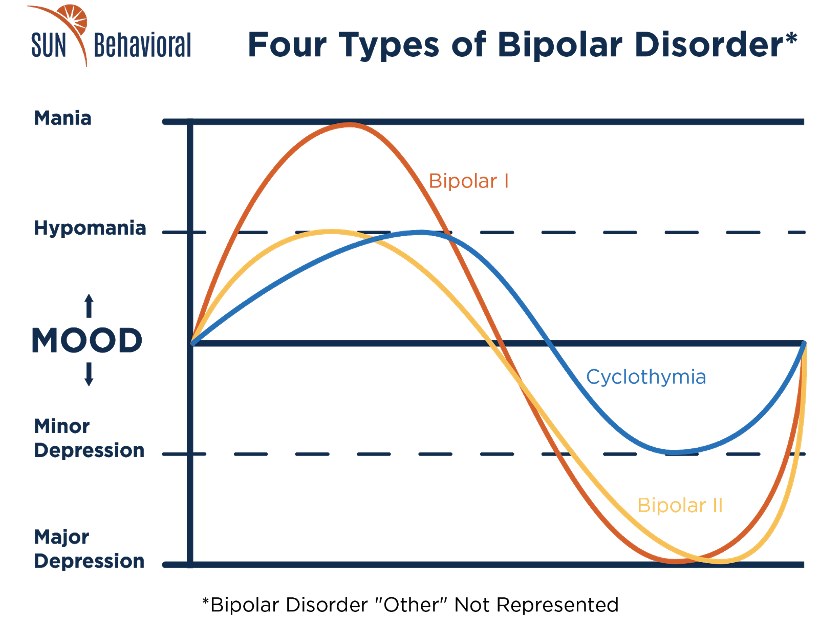 SUN Behavioral
Four Types of Bipolar Disorder*
Mania
Bipolar I
Hypomania
MOOD
Cyclothymia
Minor
Depression
Bipolar II
Major
Depression
*Bipolar Disorder "Other" Not Represented